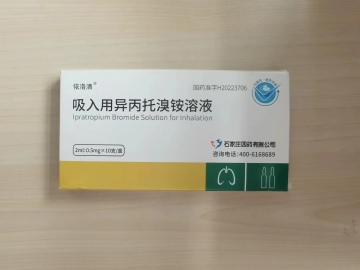 依洛清®
国药准字H20223706
吸入用异丙托溴铵溶液
Ipratropium Bromide Solution for Inhalation
2ml:0.5mg×10支/盒
石家庄四药有限公司
咨询电话:400-6168689